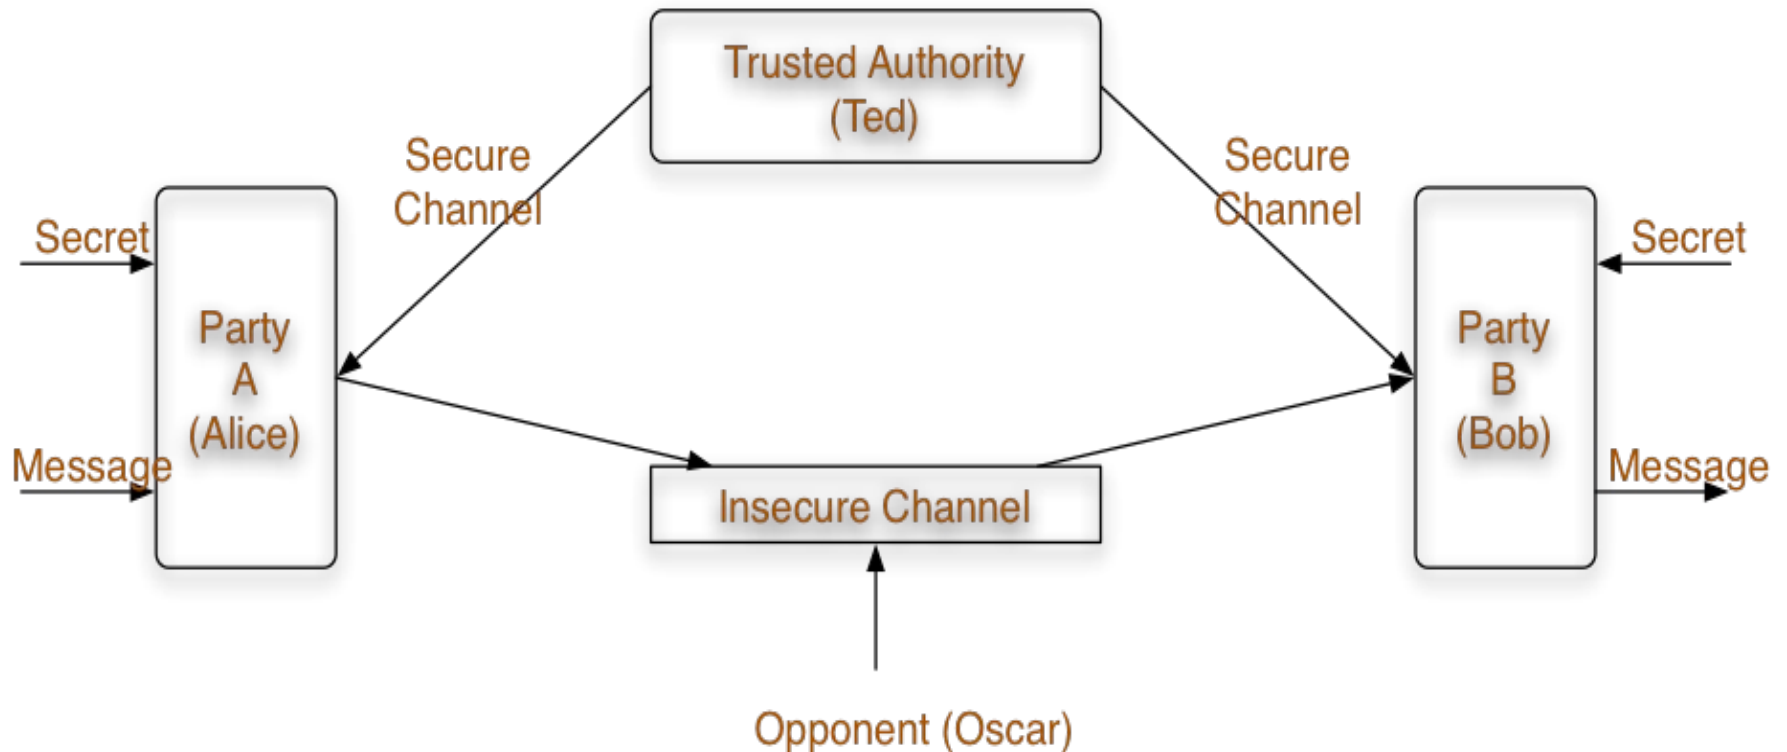 Trusted Authority
(Ted)
Secure
Channel
Secure
Channel
Secret
Secret
Party
A
(Alice)
Party
B
(Bob)
Message
Message
Insecure Channel
Opponent (Oscar)